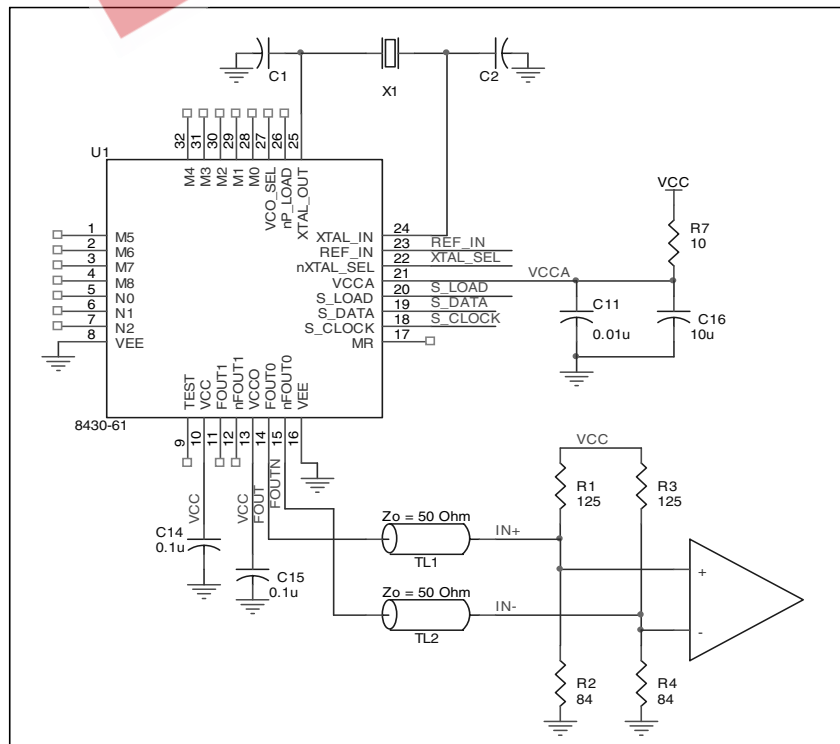 C1
X1
C2
U1
32
31
30
29
28
27
26
25
M4
M3
M2
M1
M0
VCO_SEL
nP_LOAD
XTAL_OUT
1
2
3
4
5
6
7
8
M5
M6
M7
M8
N0
N1
N2
VEE
XTAL_IN
REF_IN
nXTAL_SEL
VCCA
S_LOAD
S_DATA
S_CLOCK
MR
24
23
22
21
20
19
18
17
REF_IN
XTAL_SEL
VCCA
S_LOAD
S_DATA
S_CLOCK
VCC
R7
10
C11
0.01u
C16
10u
TEST
VCC
FOUT1
nFOUT1
VCCO
FOUT0
nFOUT0
VEE
8430-61
9
10
11
12
13
14
15
16
VCC
VCC
FOUT
FOUTN
C14
0.1u
C15
0.1u
Zo = 50 Ohm
TL1
IN+
Zo = 50 Ohm
TL2
IN-
VCC
R1
125
R3
125
+
-
R2
84
R4
84